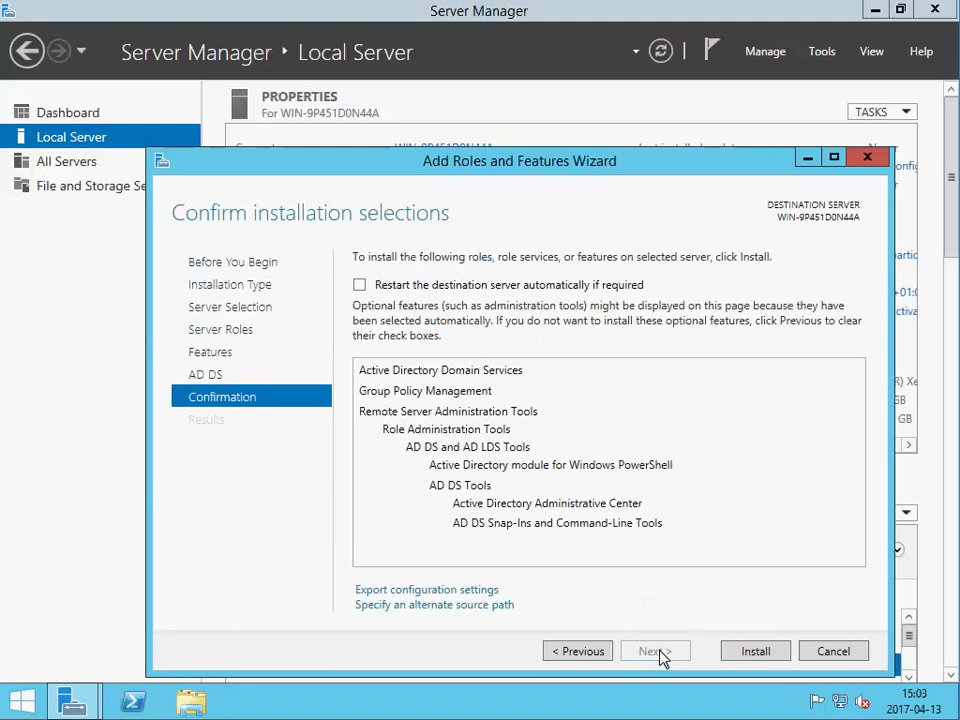 Server Manager
Server Manager ‣ Local Server
Manage Tools View Help
Dashboard
Local Server
All Servers
File and Storage Se
PROPERTIES
For WIN-9P451D0N44A
TASKS
Add Roles and Features Wizard
Confirm installation selections
DESTINATION SERVER
WIN-9P451D0N44A
Before You Begin
Installation Type
Server Selection
Server Roles
Features
AD DS
Confirmation
Results
To install the following roles, role services, or features on selected server, click Install.
Restart the destination server automatically if required
Optional features (such as administration tools) might be displayed on this page because they have
been selected automatically. If you do not want to install these optional features, click Previous to clear
their check boxes.
Active Directory Domain Services
Group Policy Management
Remote Server Administration Tools
Role Administration Tools
AD DS and AD LDS Tools
Active Directory module for Windows PowerShell
AD DS Tools
Active Directory Administrative Center
AD DS Snap-Ins and Command-Line Tools
Export configuration settings
Specify an alternate source path
< Previous
Next >
Install
Cancel
R) Xe
GB
15:03
2017-04-13